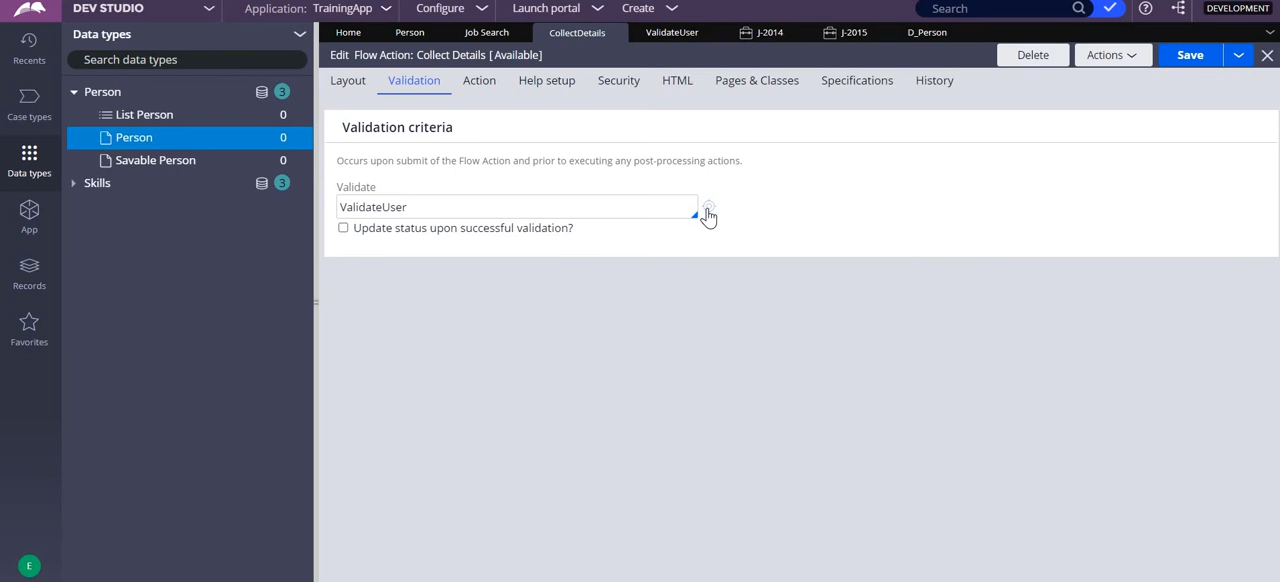 DEV STUDIO
Application: TrainingApp
Configure
Launch portal
Create
Search
DEVELOPMENT
Recents
Case types
Data types
App
Records
Favorites
E
Data types
Search data types
Person 3
List Person 0
Person 0
Savable Person 0
Skills 3
Home
Person
Job Search
CollectDetails
ValidateUser
J-2014
J-2015
D_Person
Edit Flow Action: Collect Details [Available]
Delete
Actions
Save
Layout
Validation
Action
Help setup
Security
HTML
Pages & Classes
Specifications
History
Validation criteria
Occurs upon submit of the Flow Action and prior to executing any post-processing actions.
Validate
ValidateUser
Update status upon successful validation?